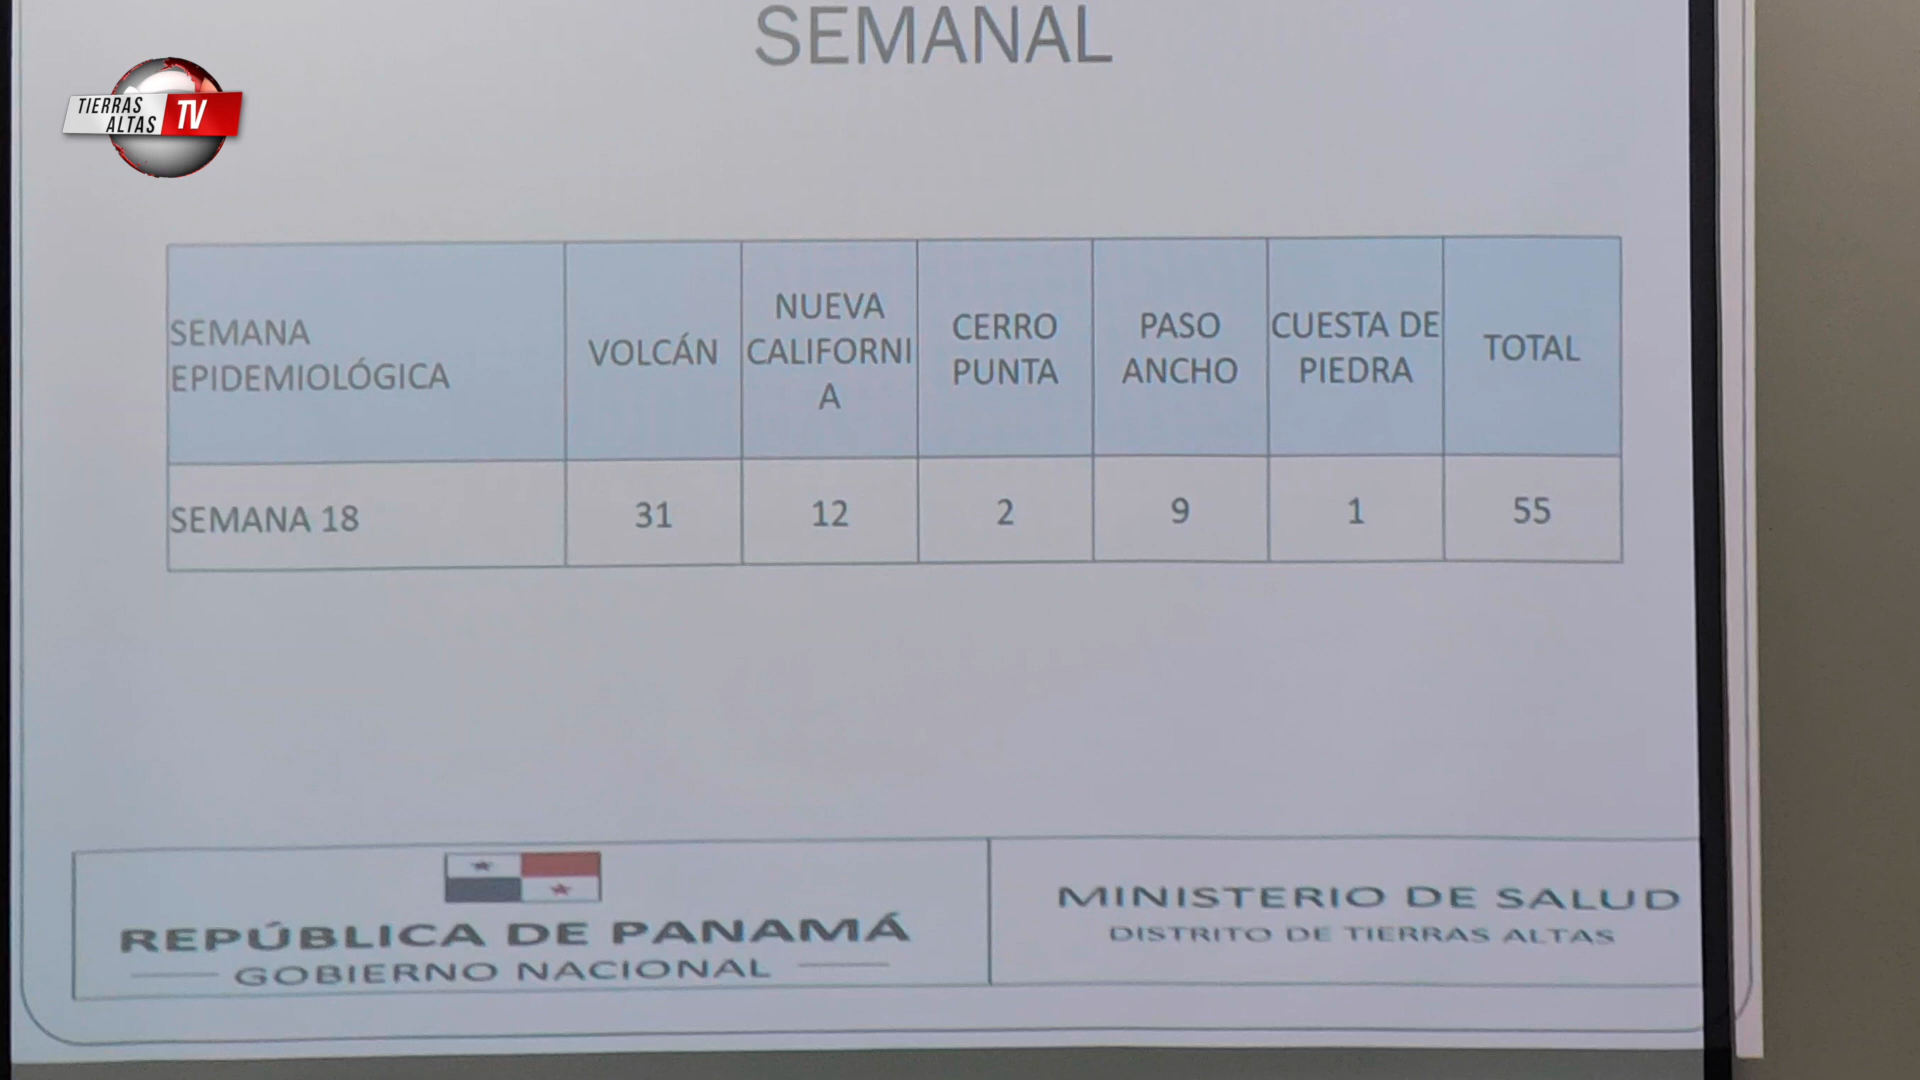 SEMANAL
TIERRAS
ALTAS TV
SEMANA
EPIDEMIOLÓGICA
VOLCÁN
NUEVA
CALIFORNI
A
CERRO
PUNTA
PASO
ANCHO
CUESTA DE
PIEDRA
TOTAL
SEMANA 18
31
12
2
9
1
55
REPÚBLICA DE PANAMÁ
GOBIERNO NACIONAL
MINISTERIO DE SALUD
DISTRITO DE TIERRAS ALTAS